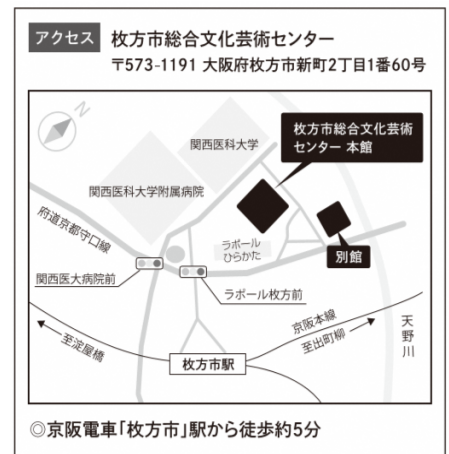 アクセス 枚方市総合文化芸術センター
〒573-1191 大阪府枚方市新町2丁目1番60号
N
関西医科大学
枚方市総合文化芸術
センター 本館
関西医科大学附属病院
府道京都守口線
ラポール
ひらかた
別館
関西医大病院前
ラポール枚方前
京阪本線
至出町柳
天野川
至淀屋橋
枚方市駅
◎京阪電車「枚方市」駅から徒歩約5分